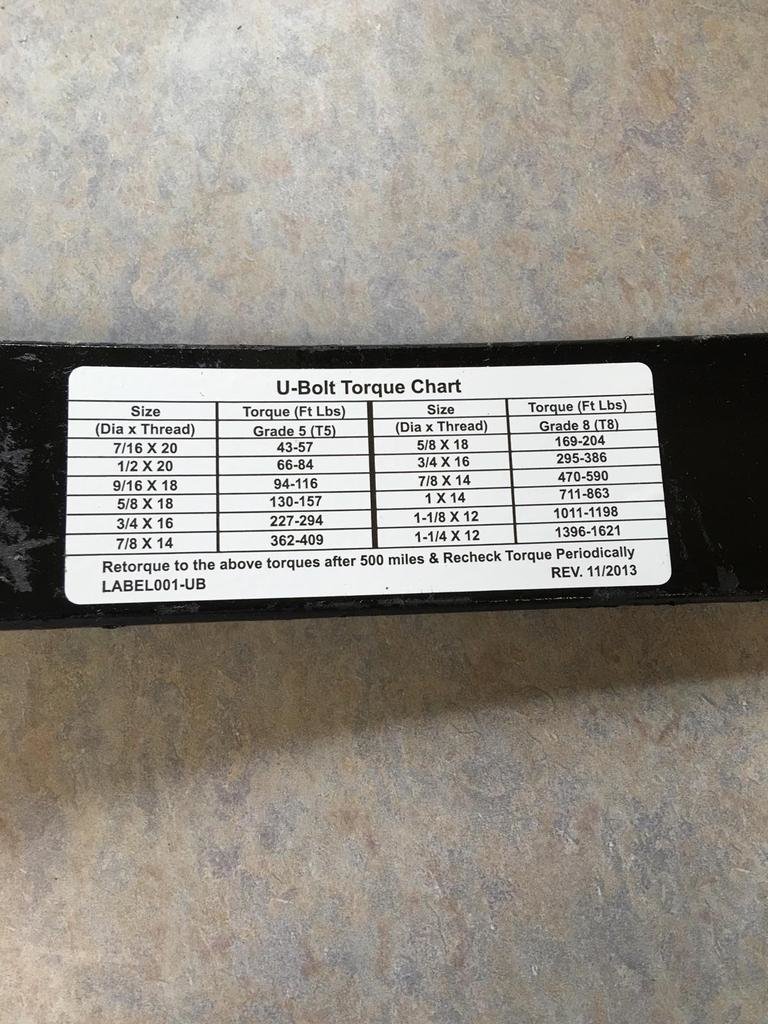 U-Bolt Torque Chart
Size Torque (Ft Lbs) Size Torque (Ft Lbs)
(Dia x Thread) Grade 5 (T5) (Dia x Thread) Grade 8 (T8)
7/16 X 20 43-57 5/8 X 18 169-204
1/2 X 20 66-84 3/4 X 16 295-386
9/16 X 18 94-116 7/8 X 14 470-590
5/8 X 18 130-157 1 X 14 711-863
3/4 X 16 227-294 1-1/8 X 12 1011-1198
7/8 X 14 362-409 1-1/4 X 12 1396-1621
Retorque to the above torques after 500 miles & Recheck Torque Periodically
LABEL001-UB REV. 11/2013